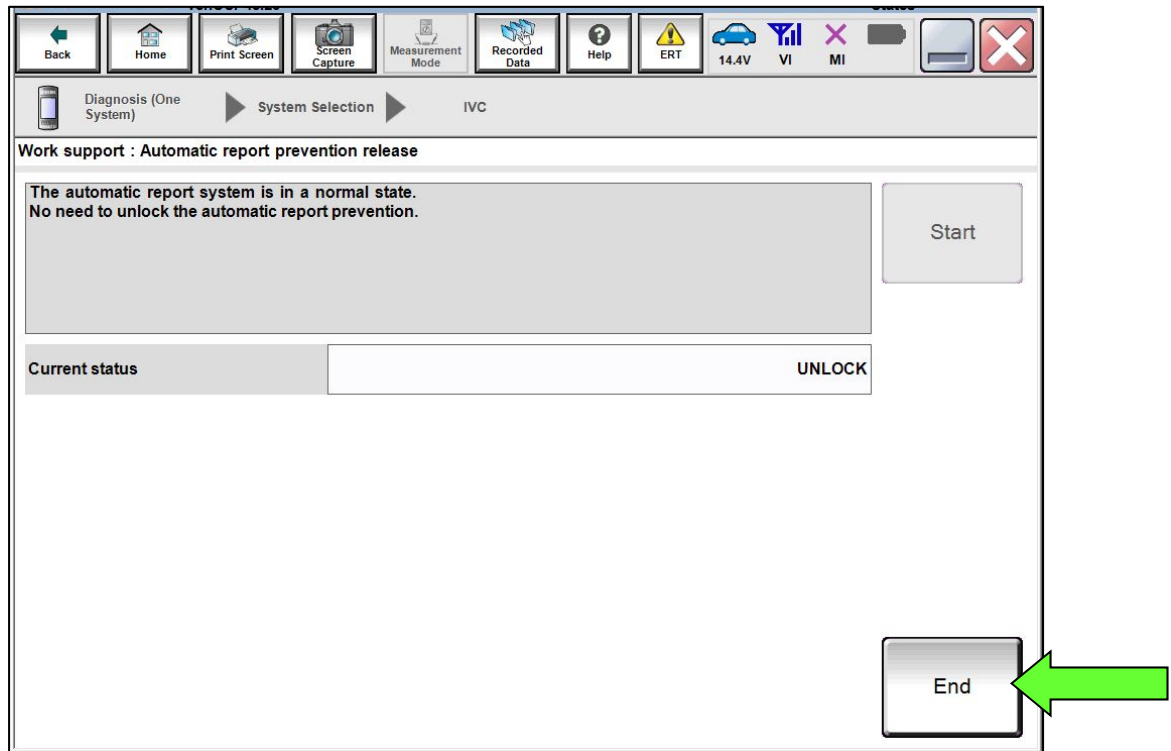 Back
Home
Print Screen
Screen
Capture
Measurement
Mode
Recorded
Data
Help
ERT
14.4V
VI
MI
Diagnosis (One
System)
System Selection
IVC
Work support : Automatic report prevention release
The automatic report system is in a normal state.
No need to unlock the automatic report prevention.
Start
Current status
UNLOCK
End